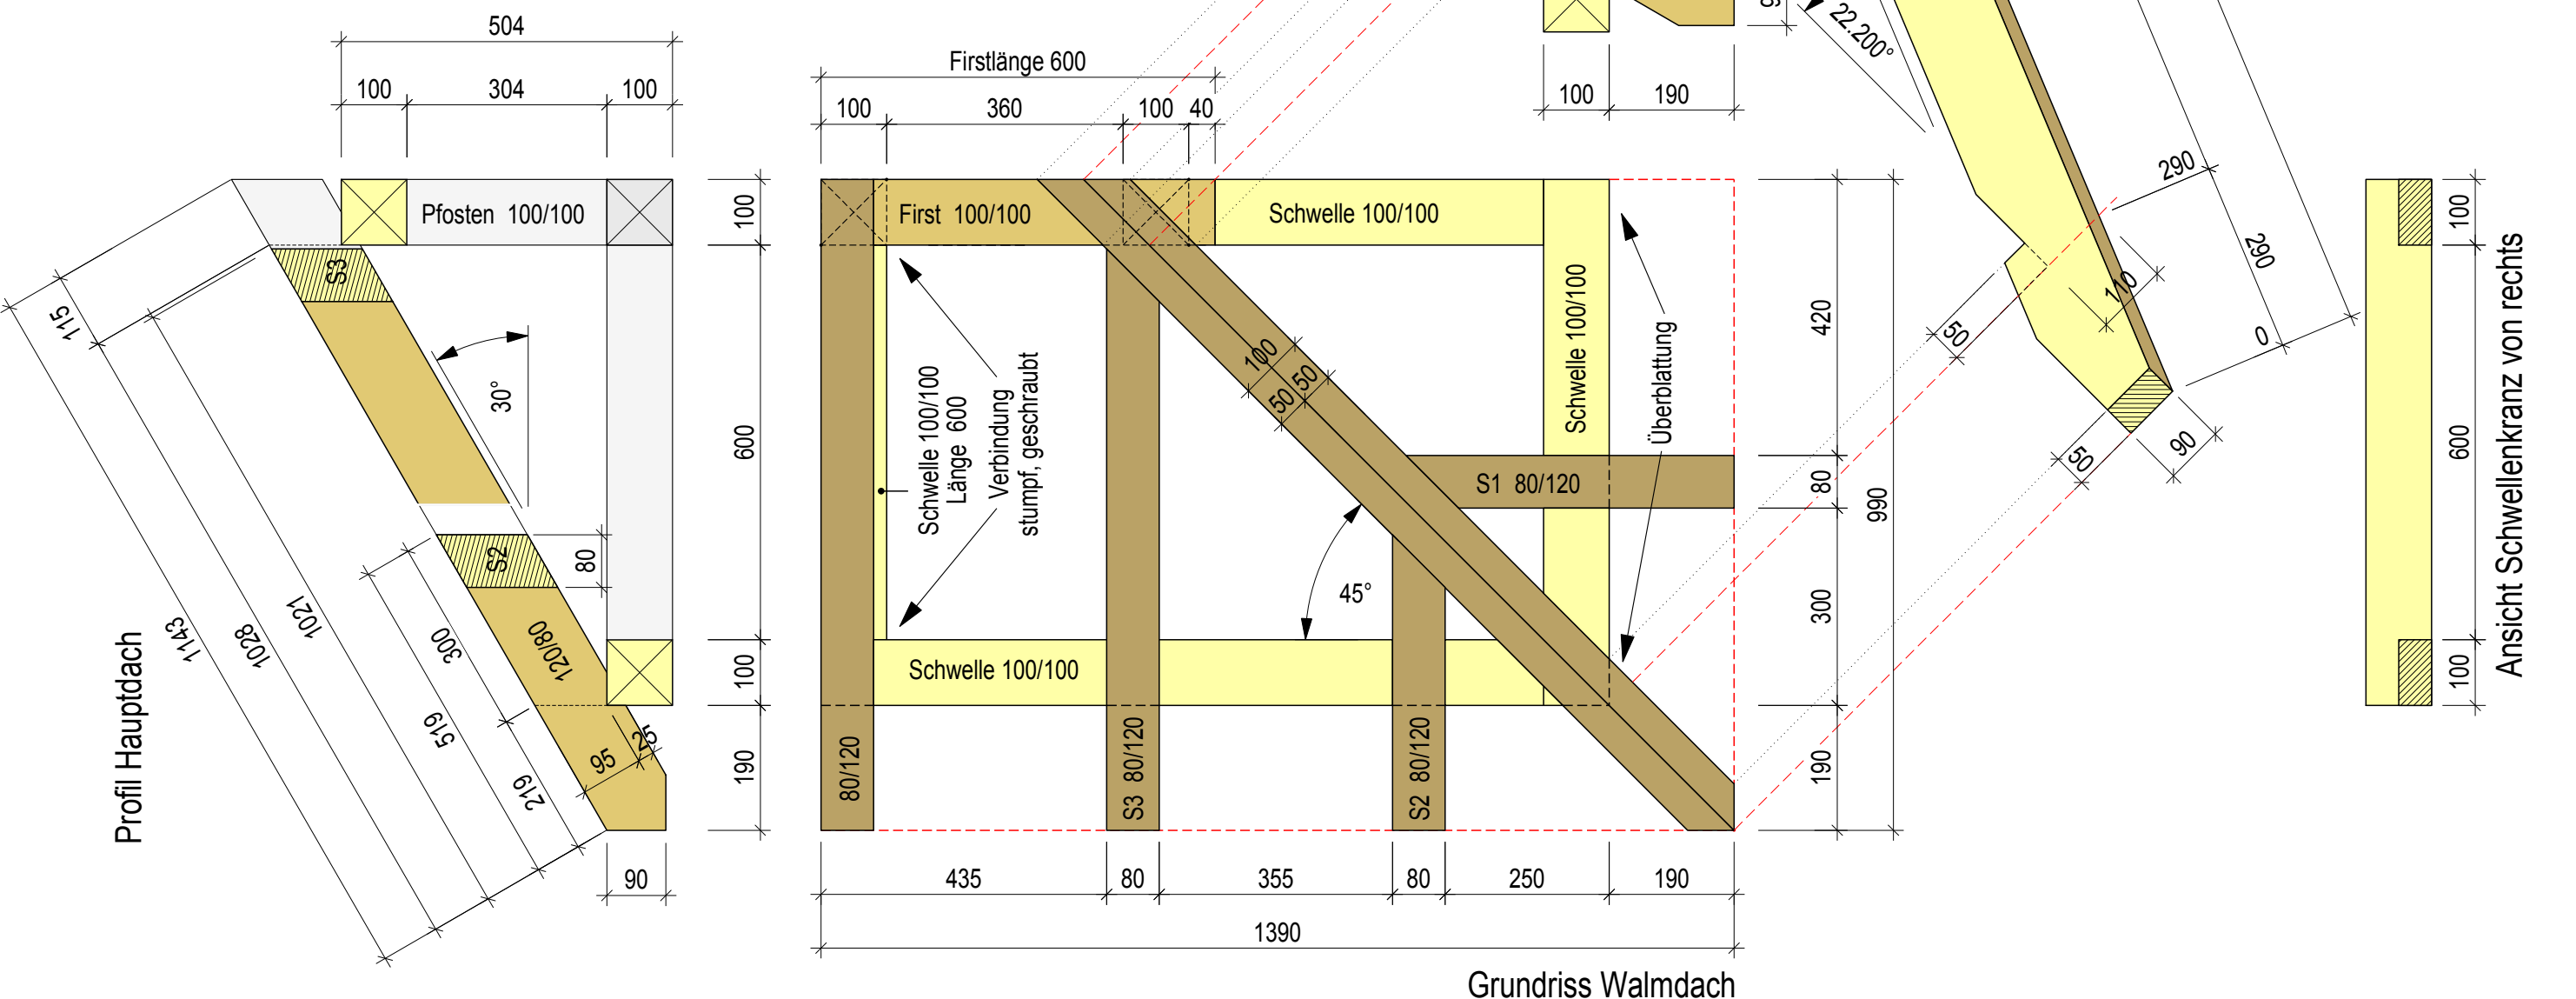 504
100
304
100
Pfosten 100/100
S3
S2
30°
115
1143
1028
1021
300
519
219
120/80
80
95
25
90
Profil Hauptdach
100
600
100
190
Firstlänge 600
100
360
100
40
100
190
First 100/100
Schwelle 100/100
Schwelle 100/100
Länge 600
Verbindung
stumpf, geschraubt
Schwelle 100/100
Überblattung
100
50
50
S1 80/120
45°
Schwelle 100/100
80/120
S3 80/120
S2 80/120
435
80
355
80
250
190
1390
Grundriss Walmdach
420
80
300
190
990
22.200°
290
290
0
110
50
50
90
100
600
100
Ansicht Schwellenkranz von rechts